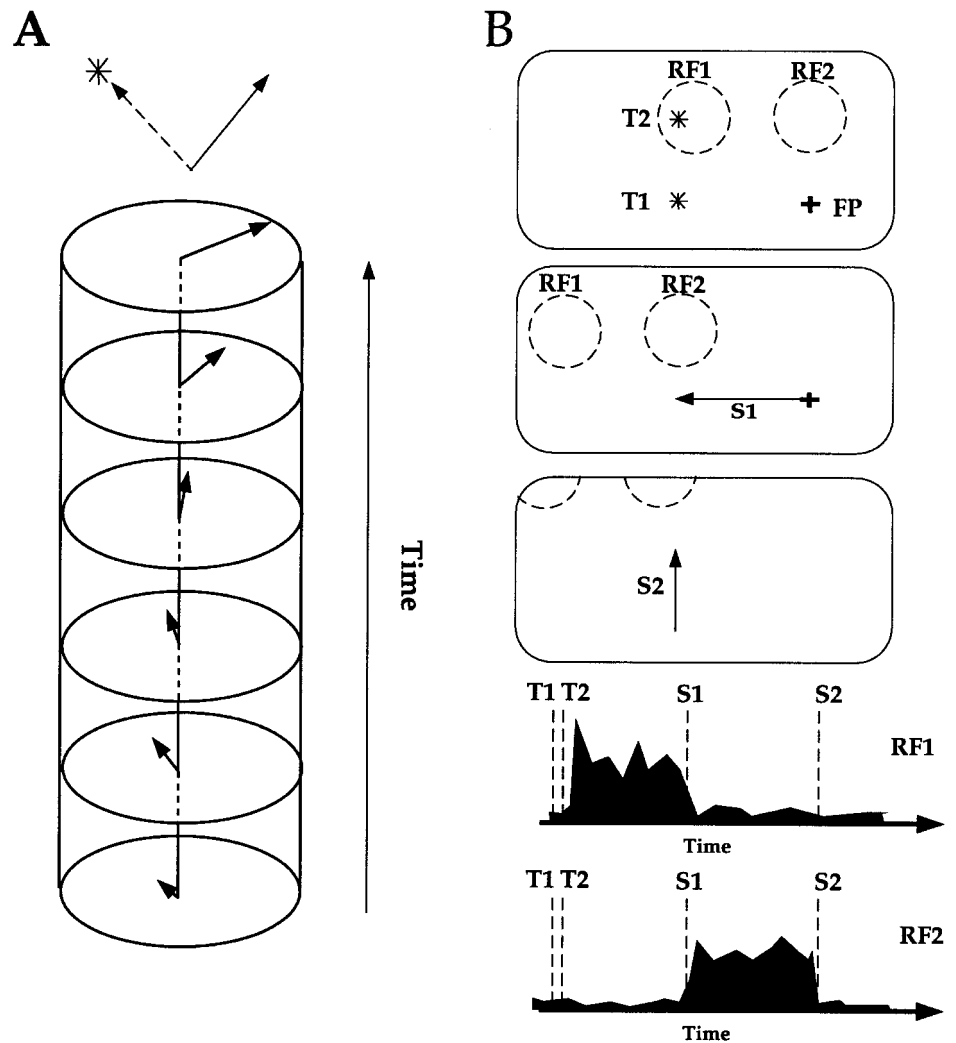 A
Time
B
RF1 RF2
T2
T1 FP
RF1 RF2
S1
S2
T1 T2 S1 S2
RF1
Time
T1 T2 S1 S2
RF2
Time